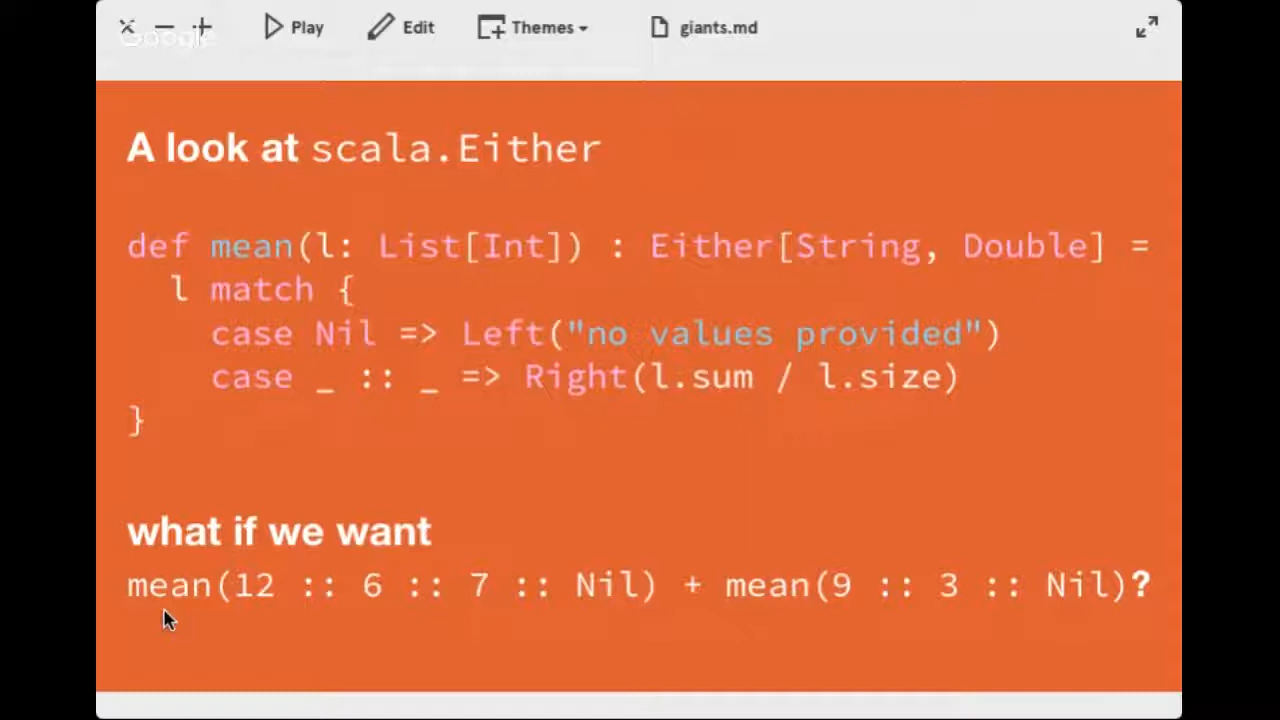 Play Edit Themes giants.md
Google
A look at scala.Either
def mean(l: List[Int]) : Either[String, Double] =
l match {
case Nil => Left("no values provided")
case _ :: _ => Right(l.sum / l.size)
}
what if we want
mean(12 :: 6 :: 7 :: Nil) + mean(9 :: 3 :: Nil)?